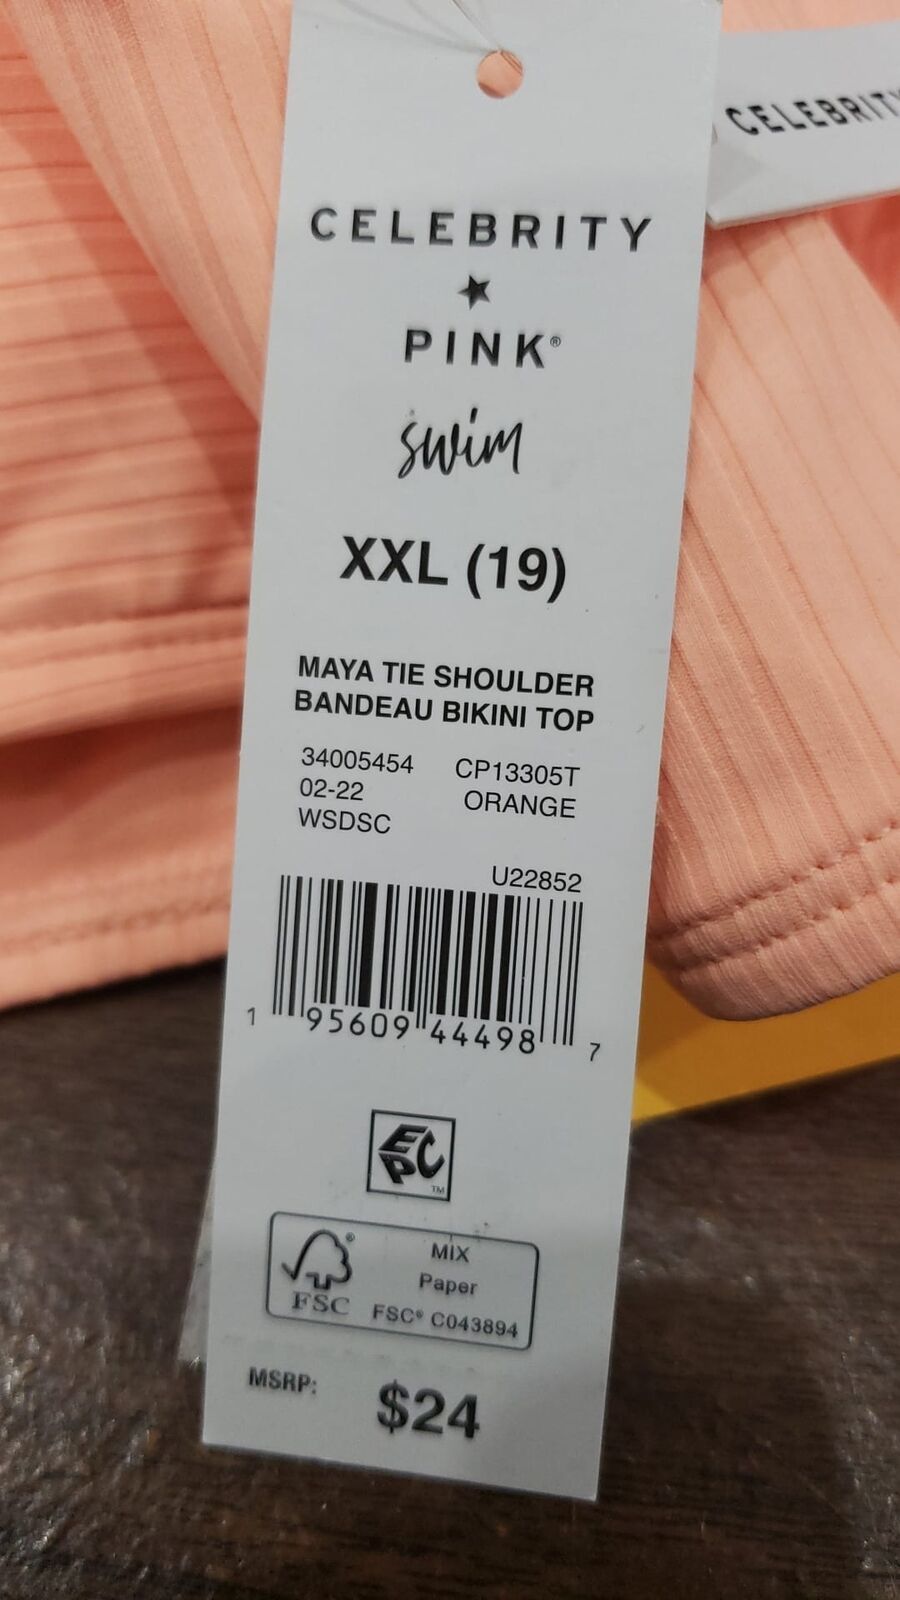 CELEBRITY
PINK®
swim
XXL (19)
MAYA TIE SHOULDER
BANDEAU BIKINI TOP
34005454 CP13305T
02-22 ORANGE
WSDSC
U22852
1 95609 44498 7
EPC
TM
FSC®
MIX
Paper
FSC® C043894
MSRP: $24
CELEBRITY